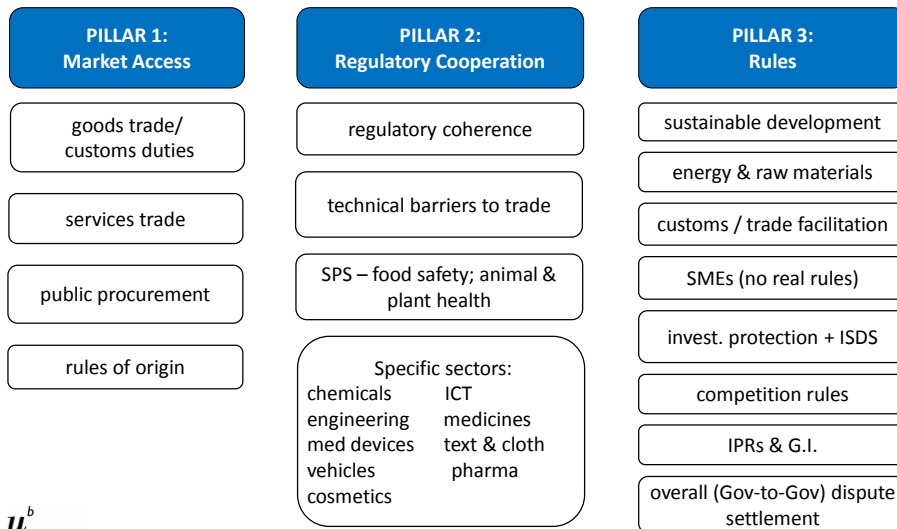 PILLAR 1:
Market Access
goods trade/
customs duties
services trade
public procurement
rules of origin
PILLAR 2:
Regulatory Cooperation
regulatory coherence
technical barriers to trade
SPS – food safety; animal &
plant health
Specific sectors:
chemicals ICT
engineering medicines
med devices text & cloth
vehicles pharma
cosmetics
PILLAR 3:
Rules
sustainable development
energy & raw materials
customs / trade facilitation
SMEs (no real rules)
invest. protection + ISDS
competition rules
IPRs & G.I.
overall (Gov-to-Gov) dispute
settlement
u^b